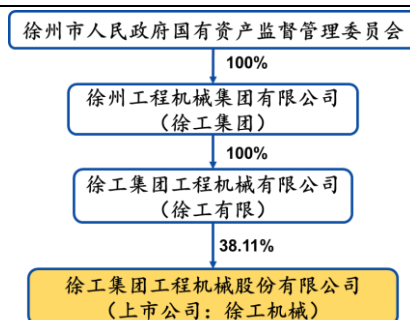 徐州市人民政府国有资产监督管理委员会
100%
徐州工程机械集团有限公司
（徐工集团）
100%
徐工集团工程机械有限公司
（徐工有限）
38.11%
徐工集团工程机械股份有限公司
（上市公司：徐工机械）